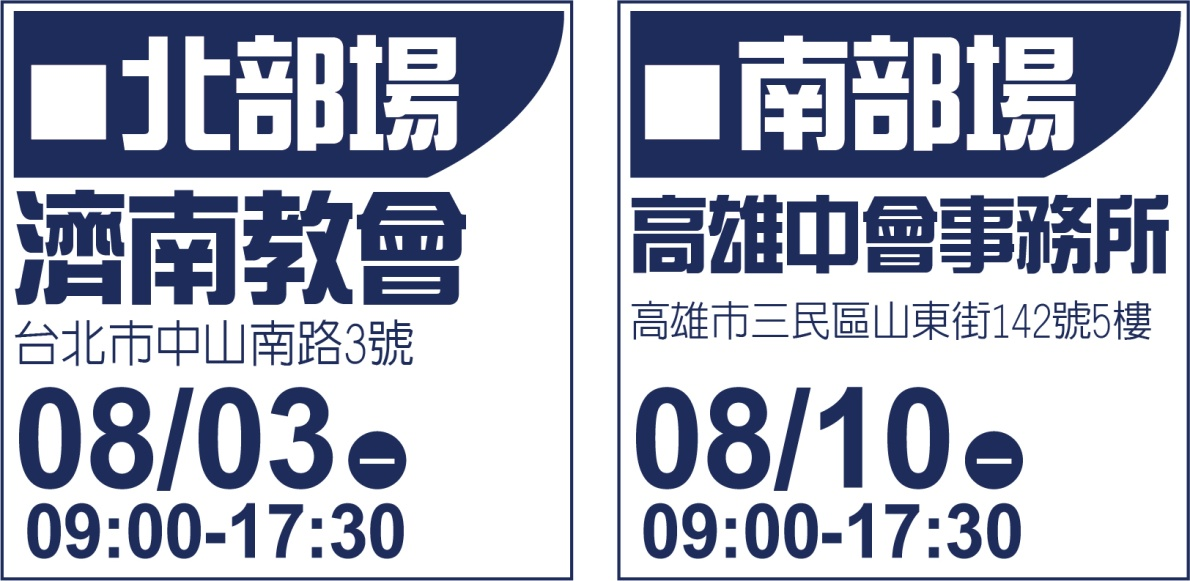 ■北部場
濟南教會
台北市中山南路3號
08/03一
09:00-17:30
■南部場
高雄中會事務所
高雄市三民區山東街142號5樓
08/10一
09:00-17:30